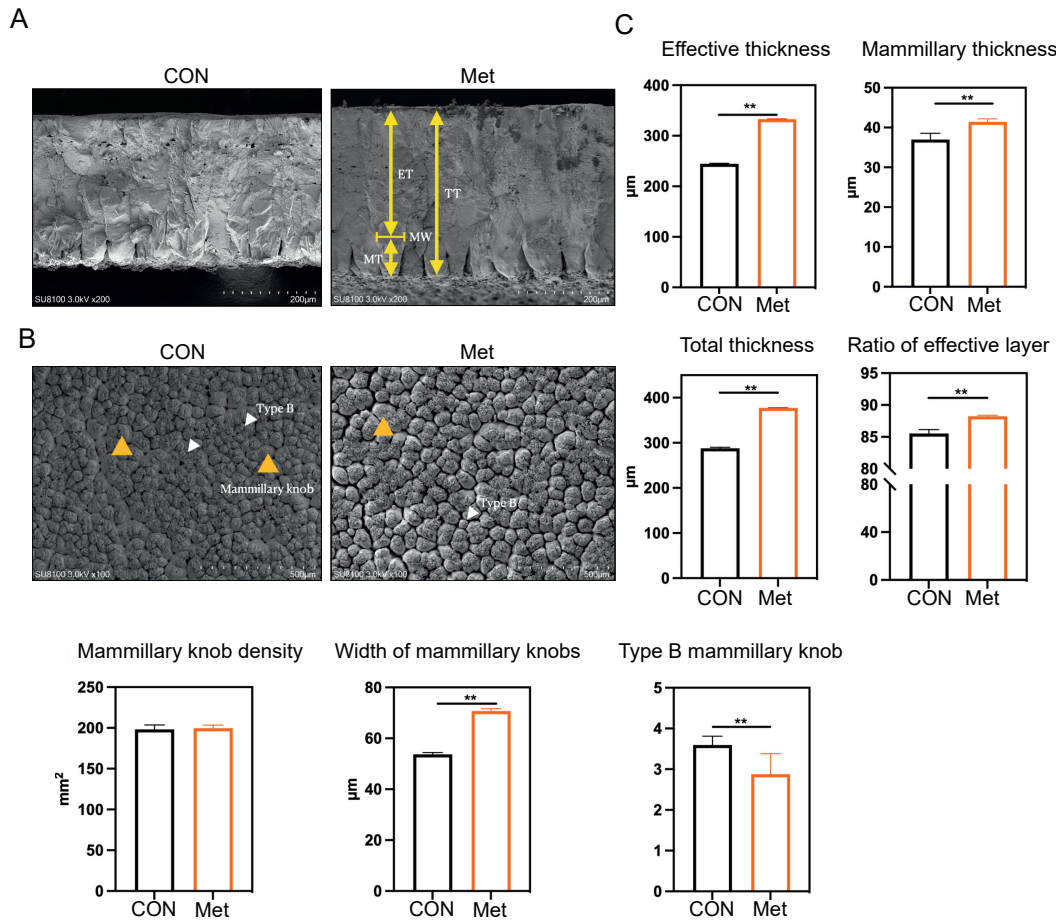 A
CON
Met
ET
TT
MW
MT
SU8100 3.0kV x200
200μm
SU8100 3.0kV x200
200μm
B
CON
Met
Type B
Mammillary knob
SU8100 3.0kV x100
500μm
Type B
SU8100 3.0kV x100
500μm
C
Effective thickness
400
300
200
100
0
μm
**
CON
Met
Mammillary thickness
50
40
30
20
10
0
μm
**
CON
Met
Total thickness
400
300
200
100
0
μm
**
CON
Met
Ratio of effective layer
95
90
85
80
80
40
0
**
CON
Met
Mammillary knob density
250
200
150
100
50
0
mm²
CON
Met
Width of mammillary knobs
80
60
40
20
0
μm
**
CON
Met
Type B mammillary knob
5
4
3
2
1
0
**
CON
Met